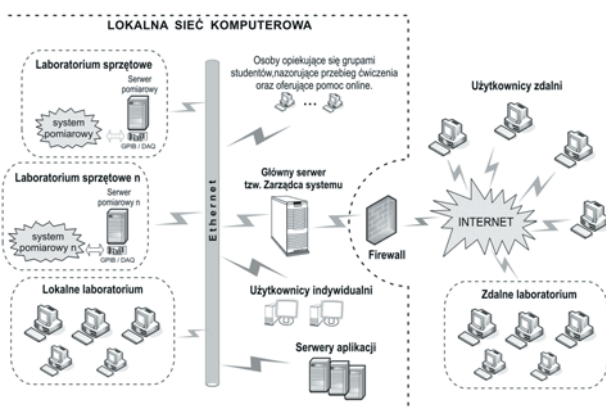 LOKALNA SIEĆ KOMPUTEROWA
Laboratorium sprzętowe
Serwer
pomiarowy
system
pomiarowy
GPIB / DAQ
Laboratorium sprzętowe n
Serwer
pomiarowy n
system
pomiarowy n
GPIB / DAQ
Lokalne laboratorium
Ethernet
Osoby opiekujące się grupami
studentów,nazorujące przebieg ćwiczenia
oraz oferujące pomoc online.
...
Główny serwer
tzw. Zarządca systemu
Firewall
Użytkownicy indywidualni
Serwery aplikacji
Użytkownicy zdalni
INTERNET
Zdalne laboratorium